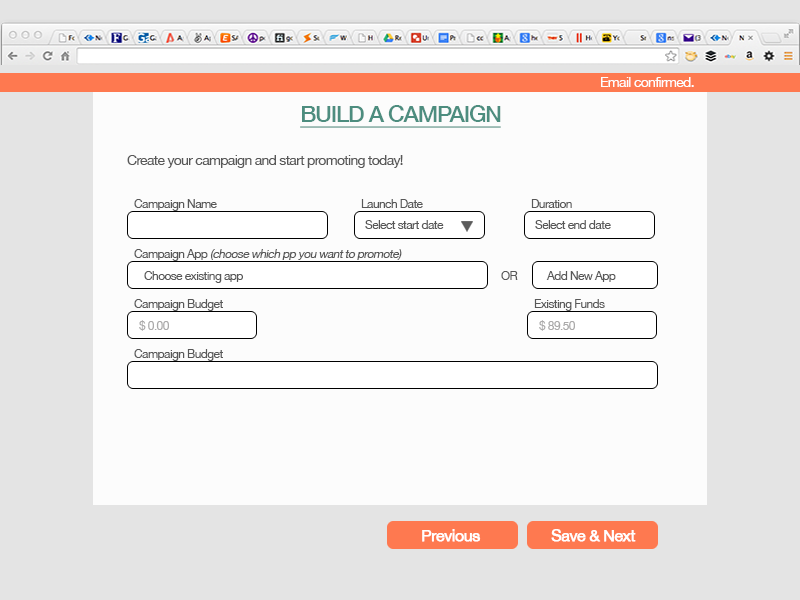 Email confirmed.
BUILD A CAMPAIGN
Create your campaign and start promoting today!
Campaign Name Launch Date Duration
Select start date Select end date
Campaign App (choose which pp you want to promote)
Choose existing app OR Add New App
Campaign Budget Existing Funds
$ 0.00 $ 89.50
Campaign Budget
Previous Save & Next